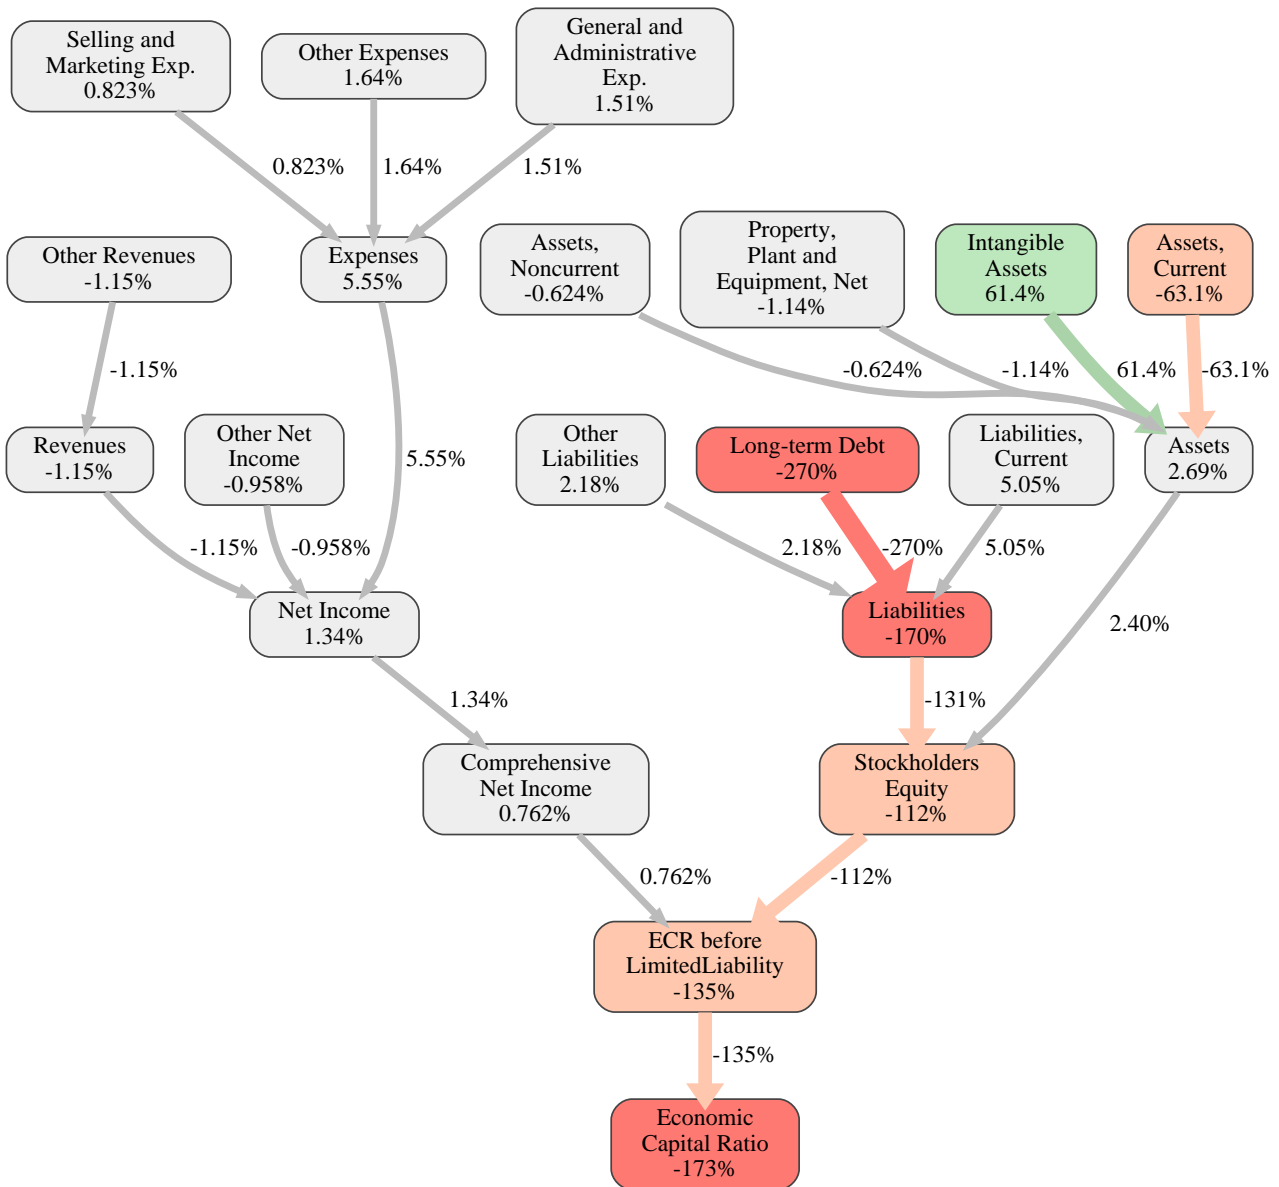 Selling and
Marketing Exp.
0.823%
Other Expenses
1.64%
General and
Administrative
Exp.
1.51%
0.823%
1.64%
1.51%
Other Revenues
-1.15%
Expenses
5.55%
Assets,
Noncurrent
-0.624%
Property,
Plant and
Equipment, Net
-1.14%
Intangible
Assets
61.4%
Assets,
Current
-63.1%
-1.15%
-0.624%
-1.14%
61.4%
-63.1%
Revenues
-1.15%
Other Net
Income
-0.958%
5.55%
Other
Liabilities
2.18%
Long-term Debt
-270%
Liabilities,
Current
5.05%
Assets
2.69%
-1.15%
-0.958%
2.18%
-270%
5.05%
Net Income
1.34%
Liabilities
-170%
2.40%
1.34%
-131%
Comprehensive
Net Income
0.762%
Stockholders
Equity
-112%
0.762%
-112%
ECR before
LimitedLiability
-135%
-135%
Economic
Capital Ratio
-173%